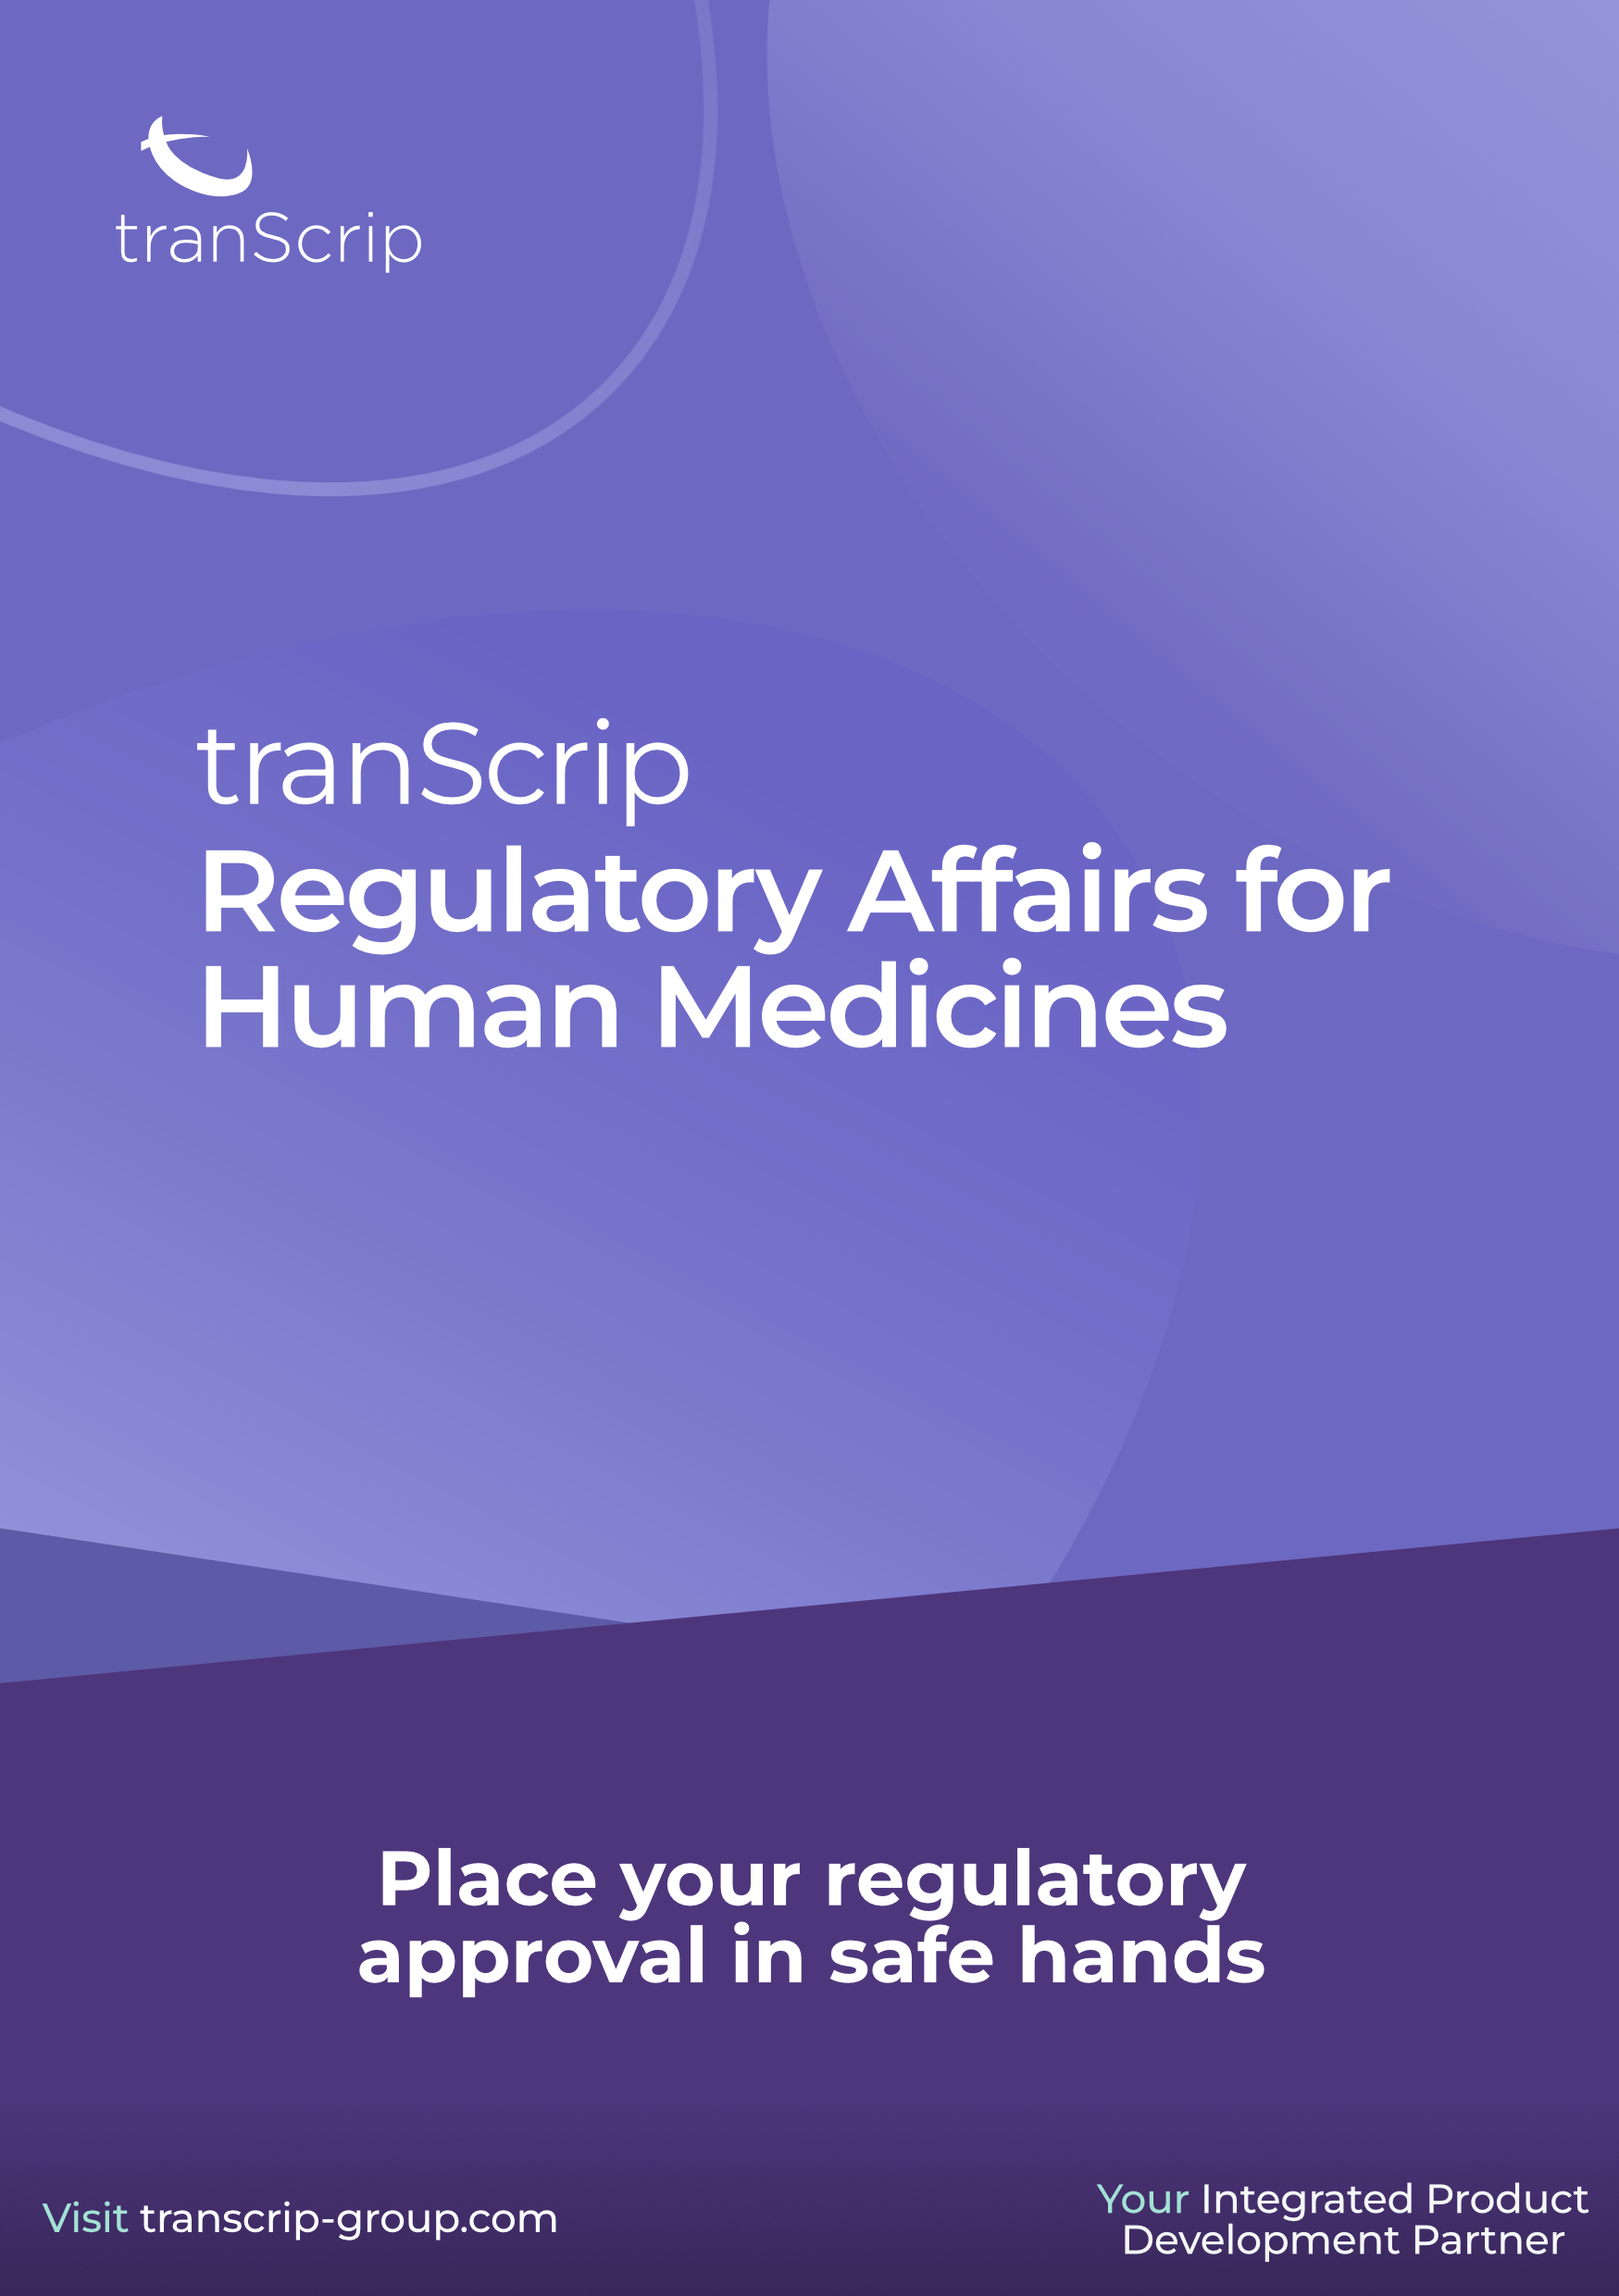 tranScrip
tranScrip
Regulatory Affairs for
Human Medicines
Place your regulatory
approval in safe hands
Visit transcrip-group.com
Your Integrated Product
Development Partner